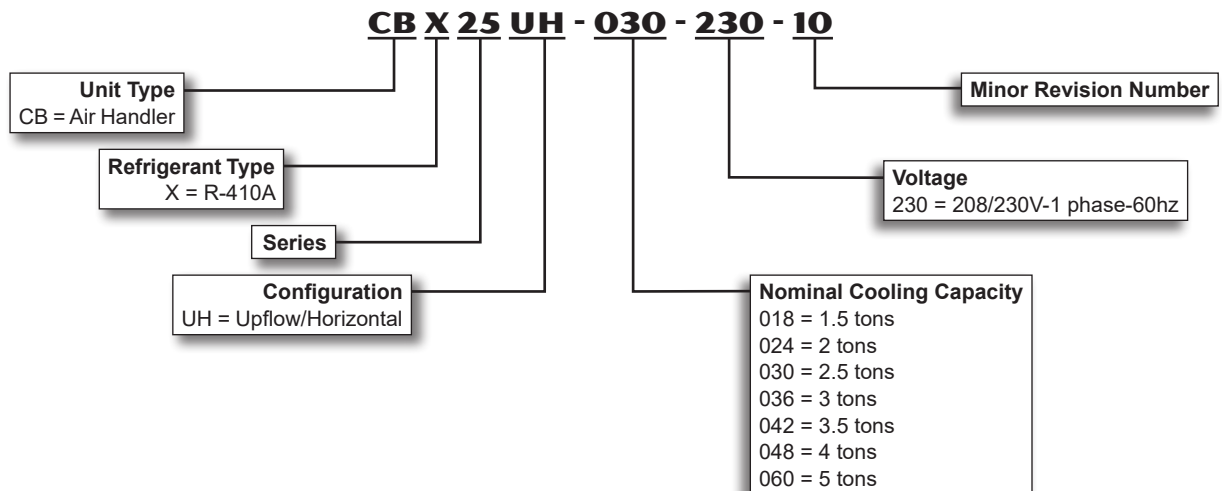 CB X 25 UH - 030 - 230 - 10
Unit Type
CB = Air Handler
Refrigerant Type
X = R-410A
Series
Configuration
UH = Upflow/Horizontal
Minor Revision Number
Voltage
230 = 208/230V-1 phase-60hz
Nominal Cooling Capacity
018 = 1.5 tons
024 = 2 tons
030 = 2.5 tons
036 = 3 tons
042 = 3.5 tons
048 = 4 tons
060 = 5 tons